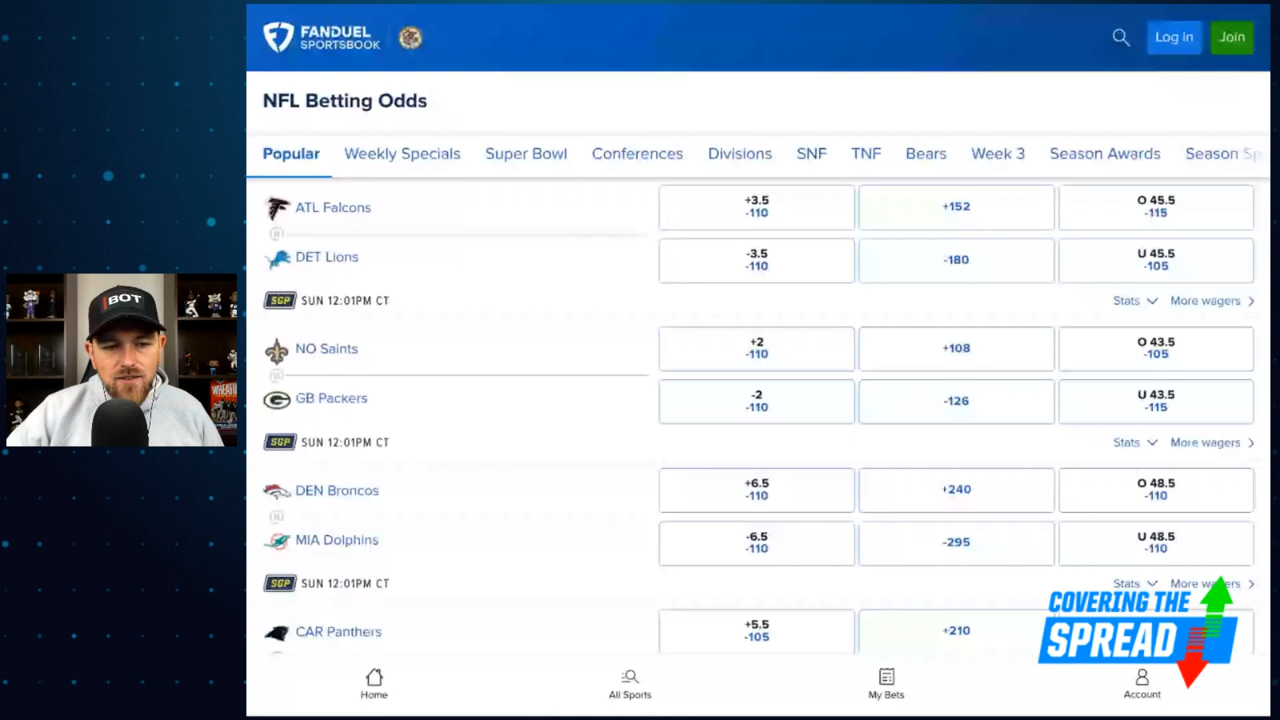 FANDUEL
SPORTSBOOK
Log in
Join
NFL Betting Odds
Popular
Weekly Specials
Super Bowl
Conferences
Divisions
SNF
TNF
Bears
Week 3
Season Awards
Season Sp
ATL Falcons
+3.5
-110
+152
O 45.5
-115
DET Lions
-3.5
-110
-180
U 45.5
-105
SGP SUN 12:01PM CT
Stats
More wagers
NO Saints
+2
-110
+108
O 43.5
-105
GB Packers
-2
-110
-126
U 43.5
-115
SGP SUN 12:01PM CT
Stats
More wagers
DEN Broncos
+6.5
-110
+240
O 48.5
-110
MIA Dolphins
-6.5
-110
-295
U 48.5
-110
SGP SUN 12:01PM CT
Stats
More wagers
CAR Panthers
+5.5
-105
+210
COVERING THE
SPREAD
Home
All Sports
My Bets
Account
BOT
WHEATIES